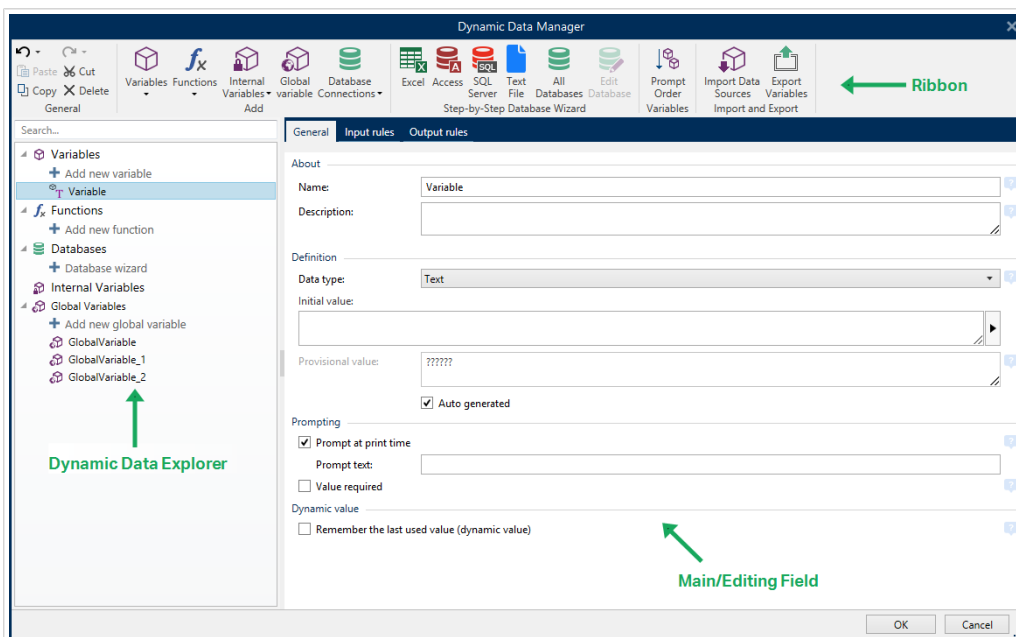 Dynamic Data Manager
Paste Cut
Copy Delete
General
Variables Functions Internal Variables Global variable Database Connections
Add
Excel Access SQL Server Text File All Databases Edit Database
Step-by-Step Database Wizard
Prompt Order
Variables
Import Data Sources Export Variables
Import and Export
Ribbon
Search...
Variables
Add new variable
Variable
Functions
Add new function
Databases
Database wizard
Internal Variables
Global Variables
Add new global variable
GlobalVariable
GlobalVariable_1
GlobalVariable_2
Dynamic Data Explorer
General Input rules Output rules
About
Name: Variable
Description:
Definition
Data type: Text
Initial value:
Provisional value: ??????
Auto generated
Prompting
Prompt at print time
Prompt text:
Value required
Dynamic value
Remember the last used value (dynamic value)
Main/Editing Field
OK Cancel